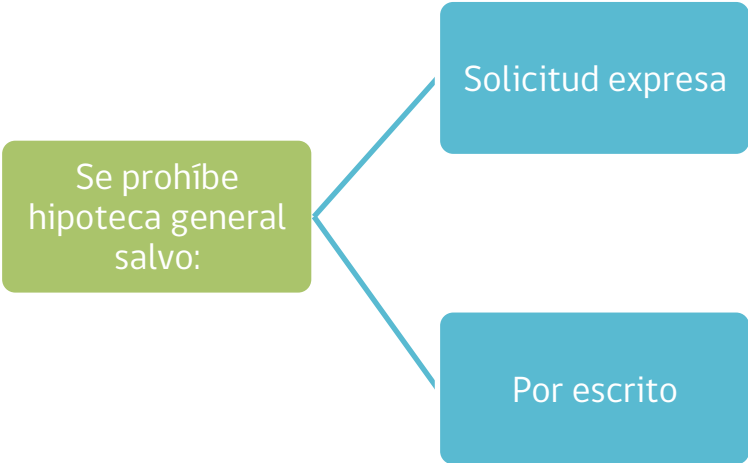 Solicitud expresa
Se prohíbe
hipoteca general
salvo:
Por escrito